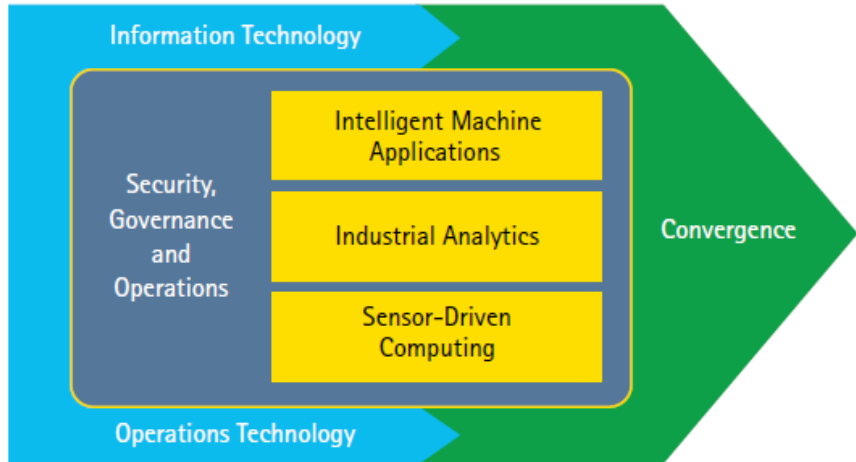 Information Technology
Intelligent Machine
Applications
Security,
Governance
and
Operations
Industrial Analytics
Convergence
Sensor-Driven
Computing
Operations Technology